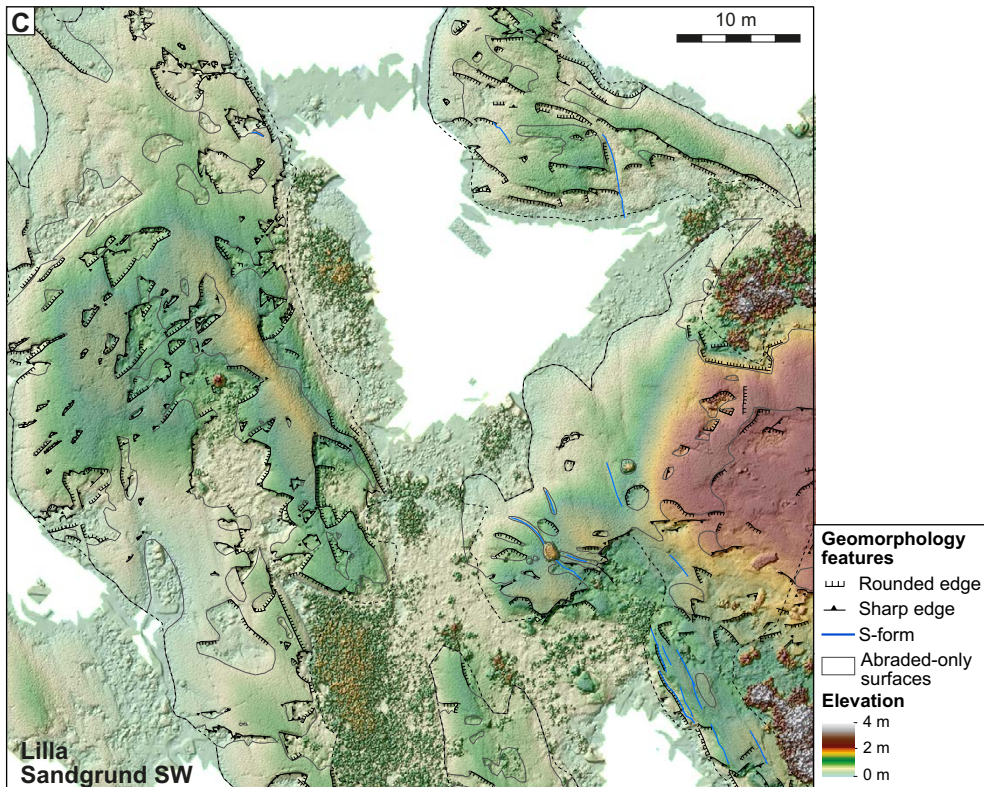 C
10 m
Lilla
Sandgrund SW
Geomorphology
features
Rounded edge
Sharp edge
S-form
Abraded-only
surfaces
Elevation
4 m
2 m
0 m